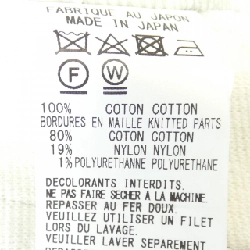 FABRIQUE AU JAPON
MADE IN JAPAN
F W
100% COTON COTTON
BORDURES EN MAILLE KNITTED PARTS
80% COTON COTTON
19% NYLON NYLON
1% POLYURETHANNE POLYURETHANE
DECOLORANTS INTERDITS.
NE PAS FAIRE SECHER A LA MACHINE.
REPASSER AU FER DOUX.
VEUILLEZ UTILISER UN FILET
LORS DU LAVAGE.
VEUILLER LAVER SEPAREMENT